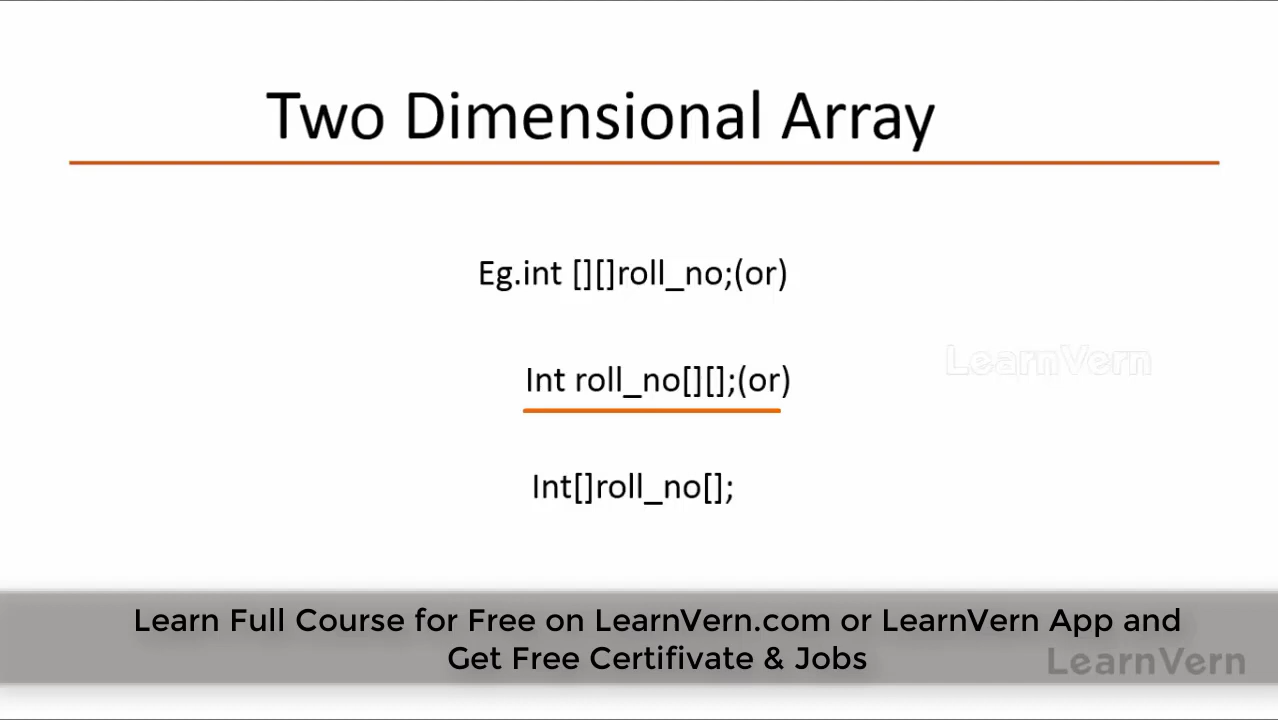 Two Dimensional Array
Eg.int [][]roll_no;(or)
Int roll_no[][];(or)
LearnVern
Int[]roll_no[];
Learn Full Course for Free on LearnVern.com or LearnVern App and
Get Free Certifivate & Jobs
LearnVern